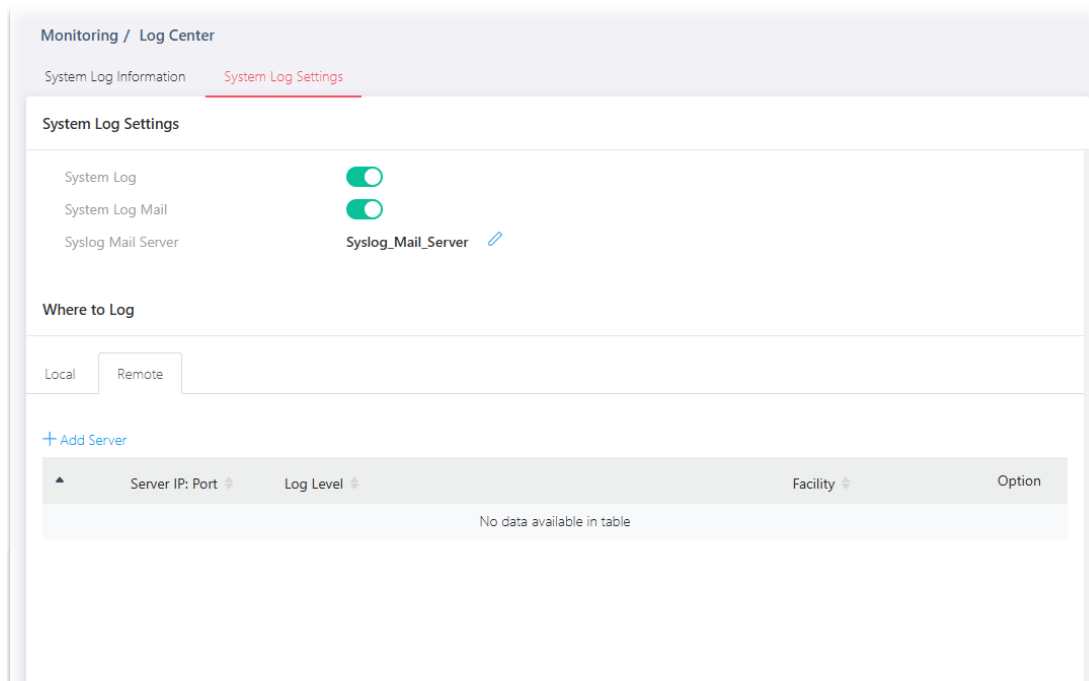 Monitoring / Log Center
System Log Information System Log Settings
System Log Settings
System Log
System Log Mail
Syslog Mail Server Syslog_Mail_Server
Where to Log
Local Remote
+ Add Server
Server IP: Port Log Level Facility Option
No data available in table